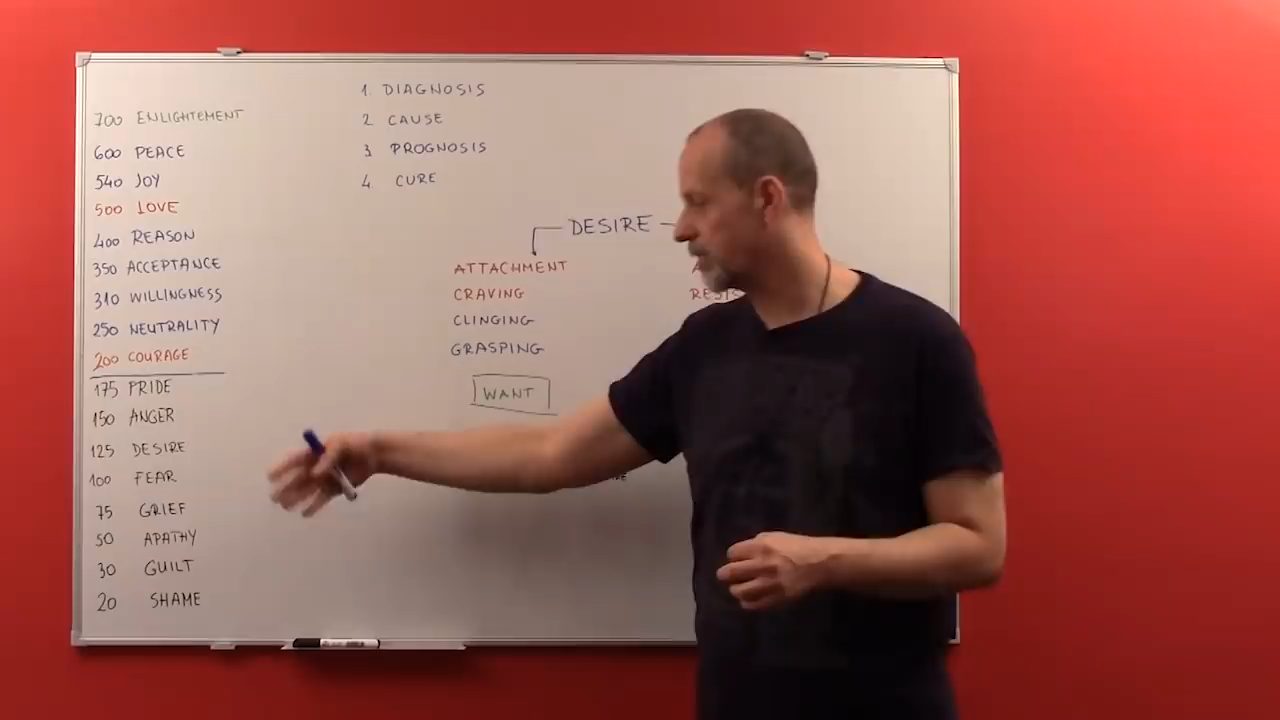 700 ENLIGHTEMENT
600 PEACE
540 JOY
500 LOVE
400 REASON
350 ACCEPTANCE
310 WILLINGNESS
250 NEUTRALITY
200 COURAGE
175 PRIDE
150 ANGER
125 DESIRE
100 FEAR
75 GRIEF
50 APATHY
30 GUILT
20 SHAME
1. DIAGNOSIS
2 CAUSE
3 PROGNOSIS
4. CURE
DESIRE
ATTACHMENT
CRAVING
CLINGING
GRASPING
WANT